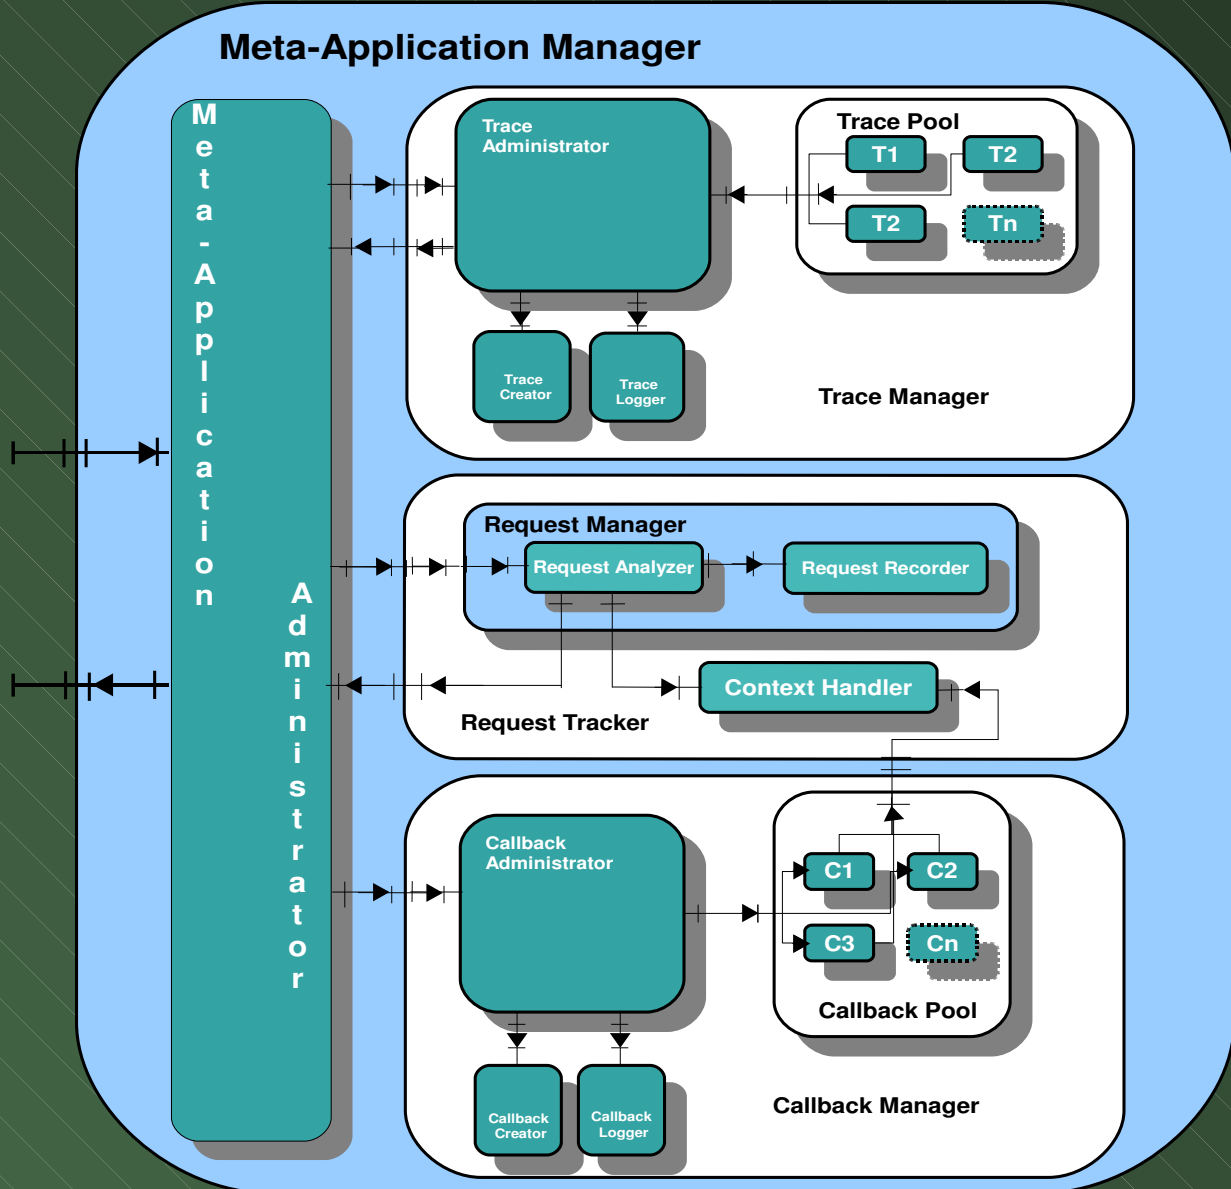 Meta-Application Manager
Meta-Application
Administrator
Trace
Administrator
Trace Pool
T1
T2
T2
Tn
Trace
Creator
Trace
Logger
Trace Manager
Request Manager
Request Analyzer
Request Recorder
Context Handler
Request Tracker
Callback
Administrator
C1
C2
C3
Cn
Callback Pool
Callback
Creator
Callback
Logger
Callback Manager